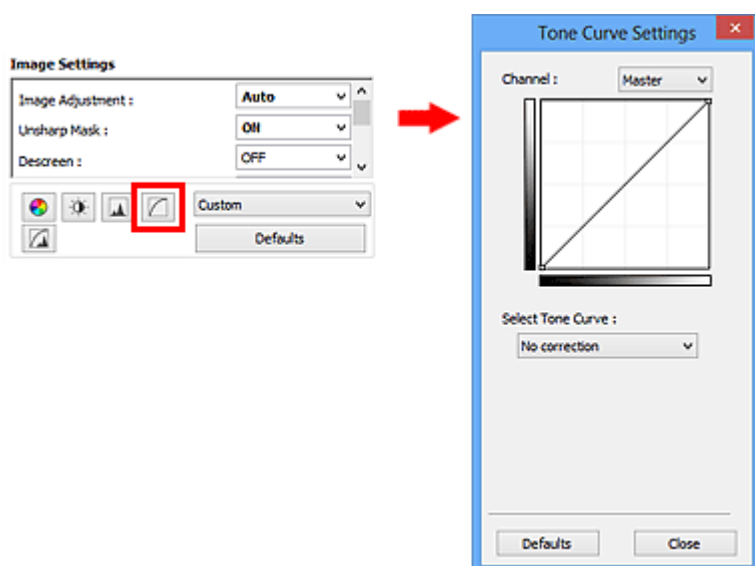 Image Settings
Image Adjustment :
Auto
Unsharp Mask :
ON
Descreen :
OFF
Custom
Defaults
Tone Curve Settings
Channel :
Master
Select Tone Curve :
No correction
Defaults
Close